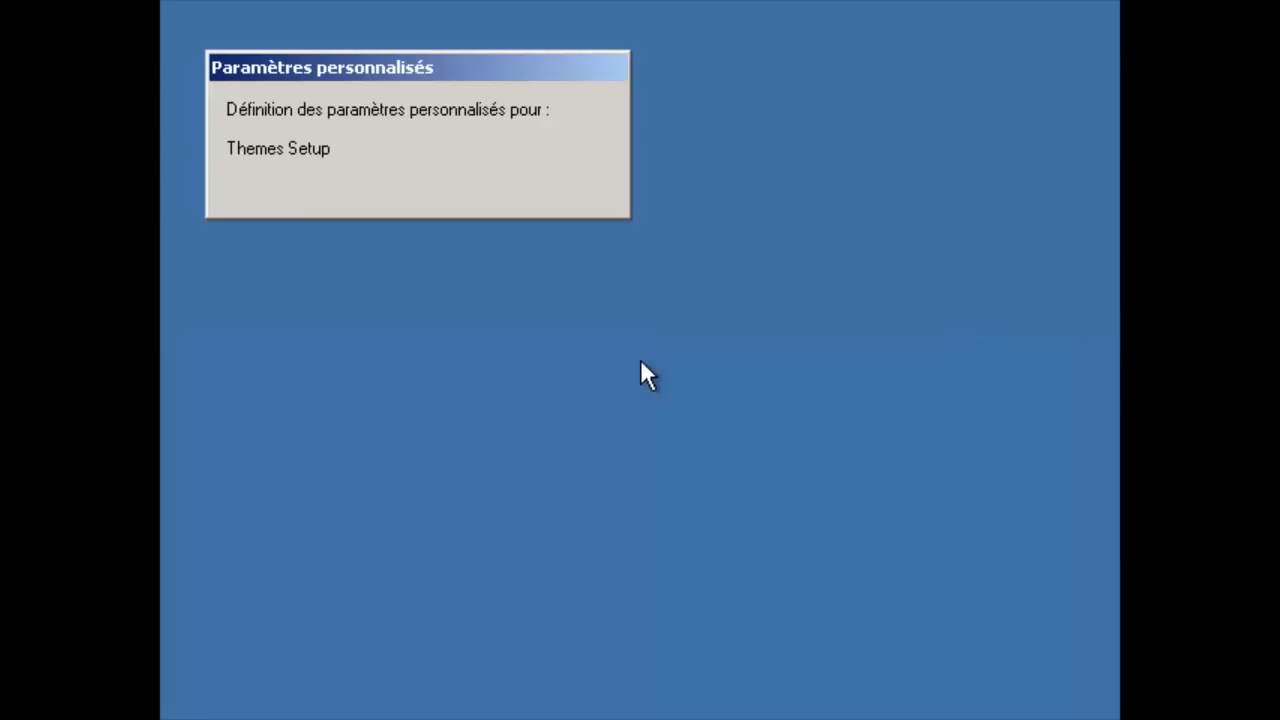 Paramètres personnalisés
Définition des paramètres personnalisés pour :
Themes Setup